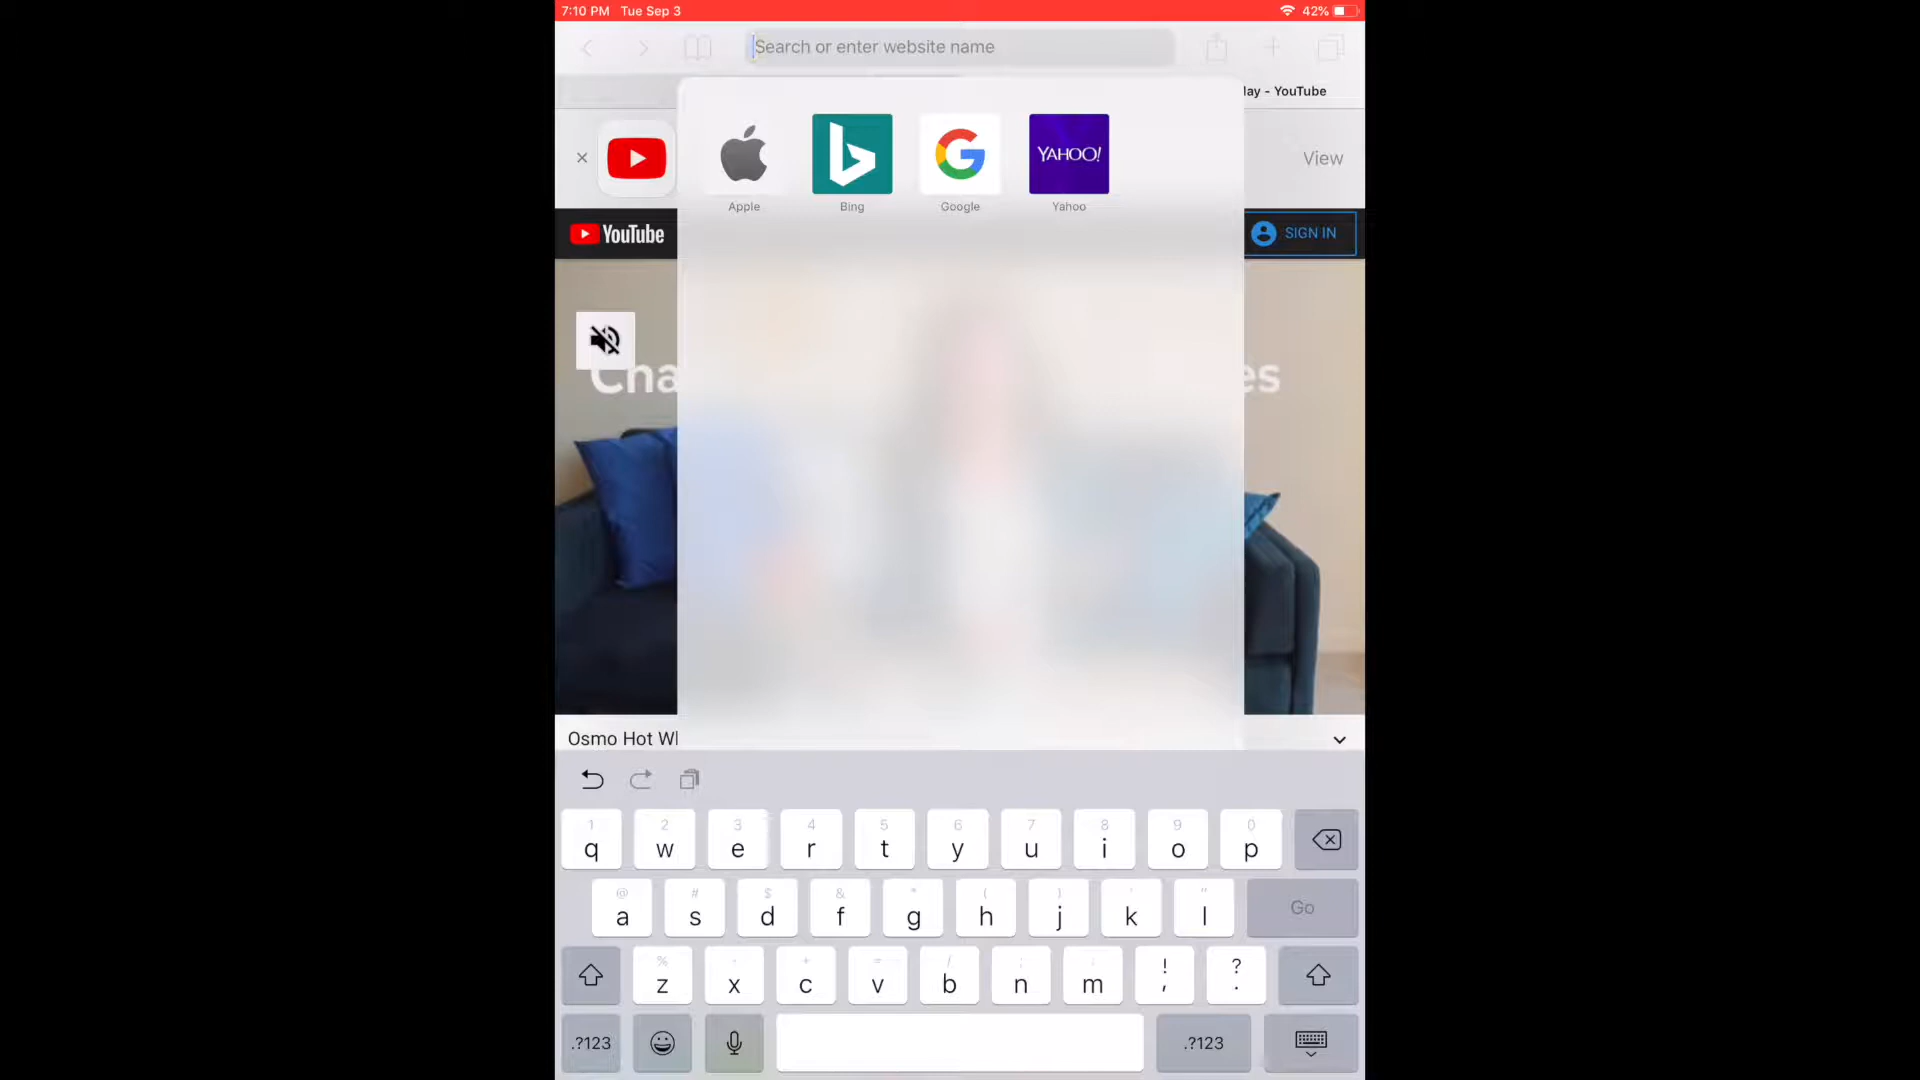 7:10 PM Tue Sep 3 42%
Search or enter website name
lay - YouTube
YAHOO!
View
Apple Bing Google Yahoo
YouTube SIGN IN
Cha es
Osmo Hot Wl
1 2 3 4 5 6 7 8 9 0
q w e r t y u i o p
@ # $ & * ( ) ' "
a s d f g h j k l Go
% - + = / ; : ! ?
z x c v b n m , .
.?123 .?123